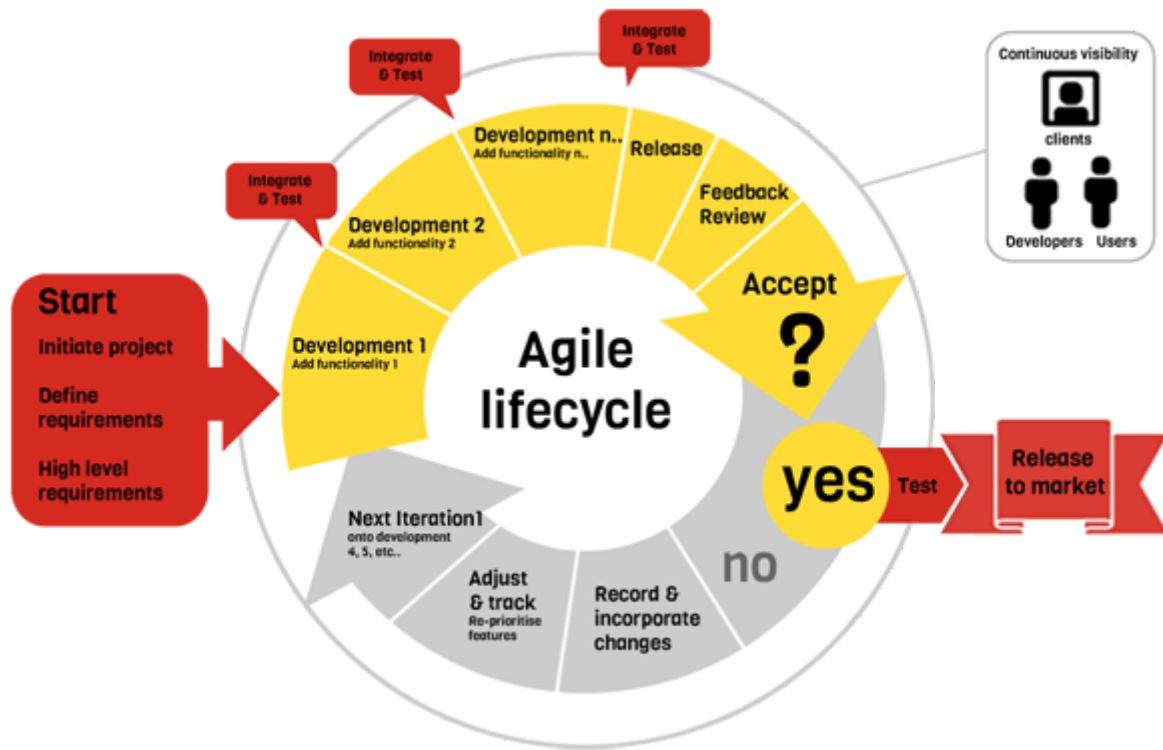 Start
Initiate project
Define
requirements
High level
requirements
Integrate
& Test
Integrate
& Test
Integrate
& Test
Development 1
Add functionality 1
Development 2
Add functionality 2
Development n..
Add functionality n..
Release
Feedback
Review
Accept
?
Agile
lifecycle
yes
Test
Release
to market
no
Record &
incorporate
changes
Adjust
& track
Re-prioritise
features
Next Iteration1
onto development
4, 5, etc..
Continuous visibility
clients
Developers Users